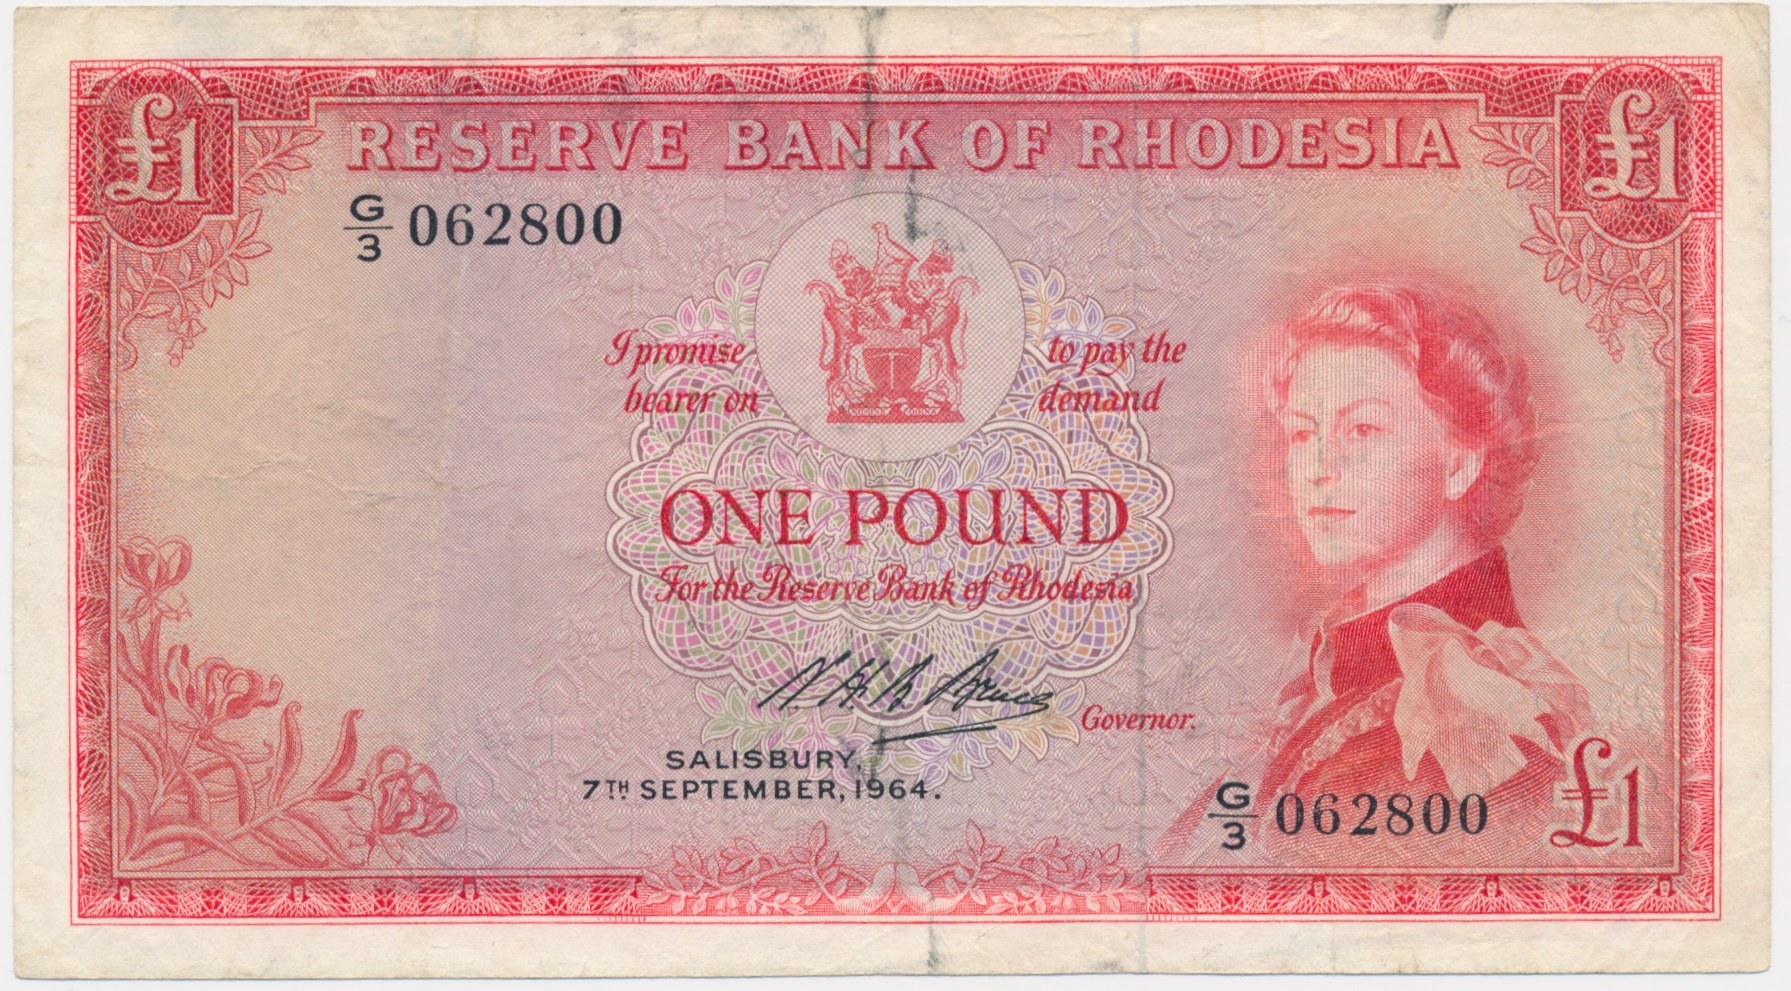 £1
£1
RESERVE BANK OF RHODESIA
G/3 062800
I promise to pay the
bearer on demand
ONE POUND
For the Reserve Bank of Rhodesia
N H B Bruce
Governor.
SALISBURY,
7TH SEPTEMBER, 1964.
G/3 062800
£1